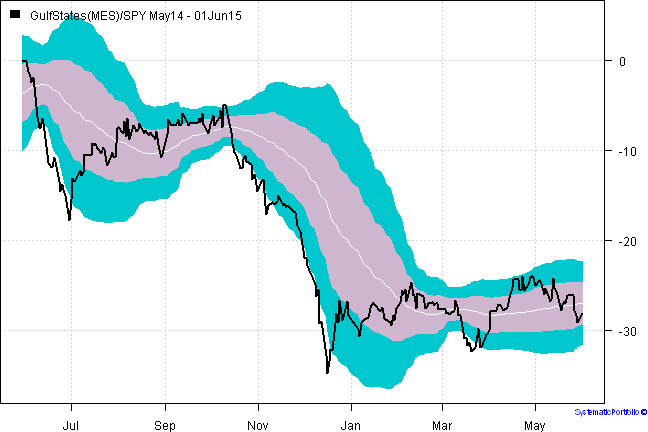 GulfStates(MES)/SPY May14 - 01Jun15
0
-10
-20
-30
Jul Sep Nov Jan Mar May
SystematicPortfolio ©